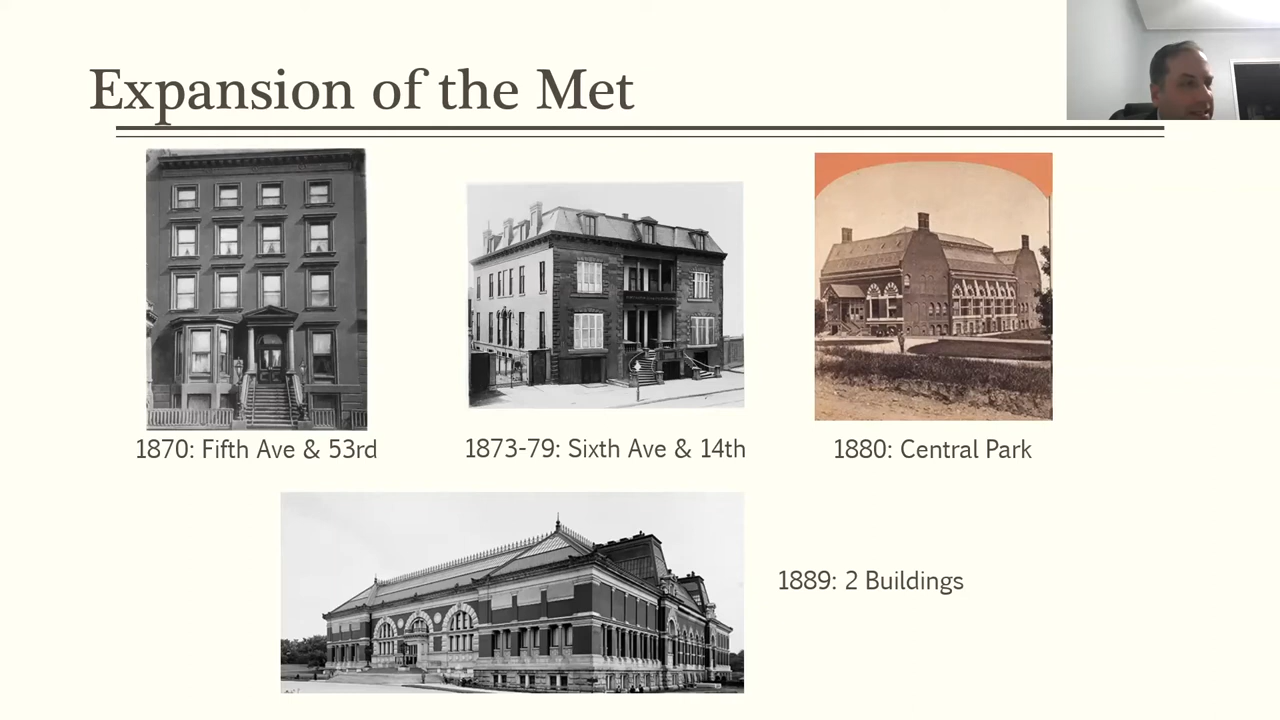 Expansion of the Met
1870: Fifth Ave & 53rd
1873-79: Sixth Ave & 14th
1880: Central Park
1889: 2 Buildings